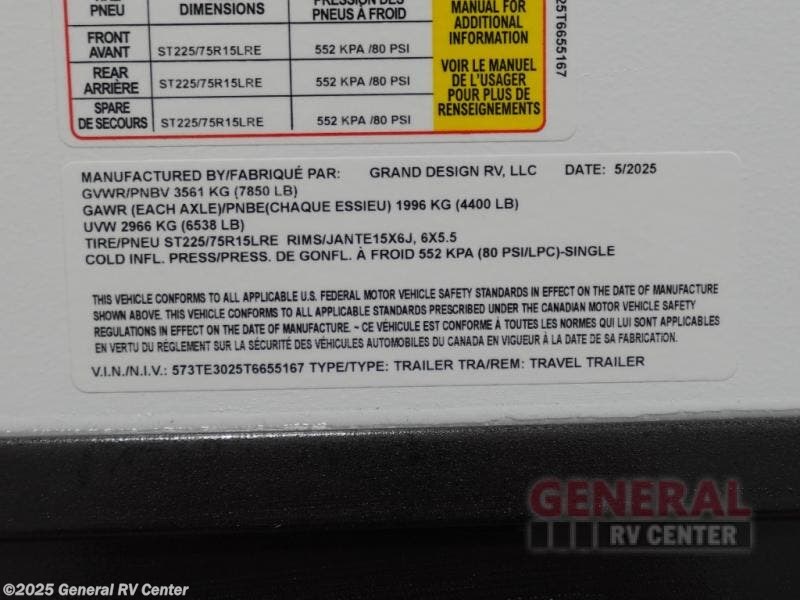 PNEU DIMENSIONS PNEUS À FROID
MANUAL FOR
ADDITIONAL
INFORMATION
FRONT
AVANT ST225/75R15LRE 552 KPA /80 PSI
REAR
ARRIÈRE ST225/75R15LRE 552 KPA /80 PSI
SPARE
DE SECOURS ST225/75R15LRE 552 KPA /80 PSI
VOIR LE MANUEL
DE L'USAGER
POUR PLUS DE
RENSEIGNEMENTS
25T6655167
MANUFACTURED BY/FABRIQUÉ PAR: GRAND DESIGN RV, LLC DATE: 5/2025
GVWR/PNBV 3561 KG (7850 LB)
GAWR (EACH AXLE)/PNBE(CHAQUE ESSIEU) 1996 KG (4400 LB)
UVW 2966 KG (6538 LB)
TIRE/PNEU ST225/75R15LRE RIMS/JANTE15X6J, 6X5.5
COLD INFL. PRESS/PRESS. DE GONFL. À FROID 552 KPA (80 PSI/LPC)-SINGLE
THIS VEHICLE CONFORMS TO ALL APPLICABLE U.S. FEDERAL MOTOR VEHICLE SAFETY STANDARDS IN EFFECT ON THE DATE OF MANUFACTURE
SHOWN ABOVE. THIS VEHICLE CONFORMS TO ALL APPLICABLE STANDARDS PRESCRIBED UNDER THE CANADIAN MOTOR VEHICLE SAFETY
REGULATIONS IN EFFECT ON THE DATE OF MANUFACTURE. ~ CE VÉHICULE EST CONFORME À TOUTES LES NORMES QUI LUI SONT APPLICABLES
EN VERTU DU RÉGLEMENT SUR LA SÉCURITÉ DES VÉHICULES AUTOMOBILES DU CANADA EN VIGUEUR À LA DATE DE SA FABRICATION.
V.I.N./N.I.V.: 573TE3025T6655167 TYPE/TYPE: TRAILER TRA/REM: TRAVEL TRAILER
GENERAL
RV CENTER
©2025 General RV Center